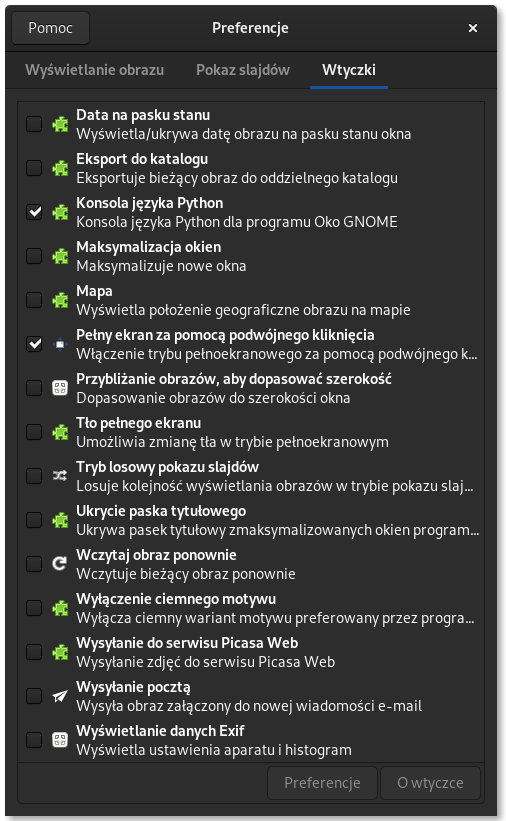 Pomoc
Preferencje
Wyświetlanie obrazu
Pokaz slajdów
Wtyczki
Data na pasku stanu
Wyświetla/ukrywa datę obrazu na pasku stanu okna
Eksport do katalogu
Eksportuje bieżący obraz do oddzielnego katalogu
Konsola języka Python
Konsola języka Python dla programu Oko GNOME
Maksymalizacja okien
Maksymalizuje nowe okna
Mapa
Wyświetla położenie geograficzne obrazu na mapie
Pełny ekran za pomocą podwójnego kliknięcia
Włączenie trybu pełnoekranowego za pomocą podwójnego k...
Przybliżanie obrazów, aby dopasować szerokość
Dopasowanie obrazów do szerokości okna
Tło pełnego ekranu
Umożliwia zmianę tła w trybie pełnoekranowym
Tryb losowy pokazu slajdów
Losuje kolejność wyświetlania obrazów w trybie pokazu slaj...
Ukrycie paska tytułowego
Ukrywa pasek tytułowy zmaksymalizowanych okien program...
Wczytaj obraz ponownie
Wczytuje bieżący obraz ponownie
Wyłączenie ciemnego motywu
Wyłącza ciemny wariant motywu preferowany przez progra...
Wysyłanie do serwisu Picasa Web
Wysyłanie zdjęć do serwisu Picasa Web
Wysyłanie pocztą
Wysyła obraz załączony do nowej wiadomości e-mail
Wyświetlanie danych Exif
Wyświetla ustawienia aparatu i histogram
Preferencje
O wtyczce